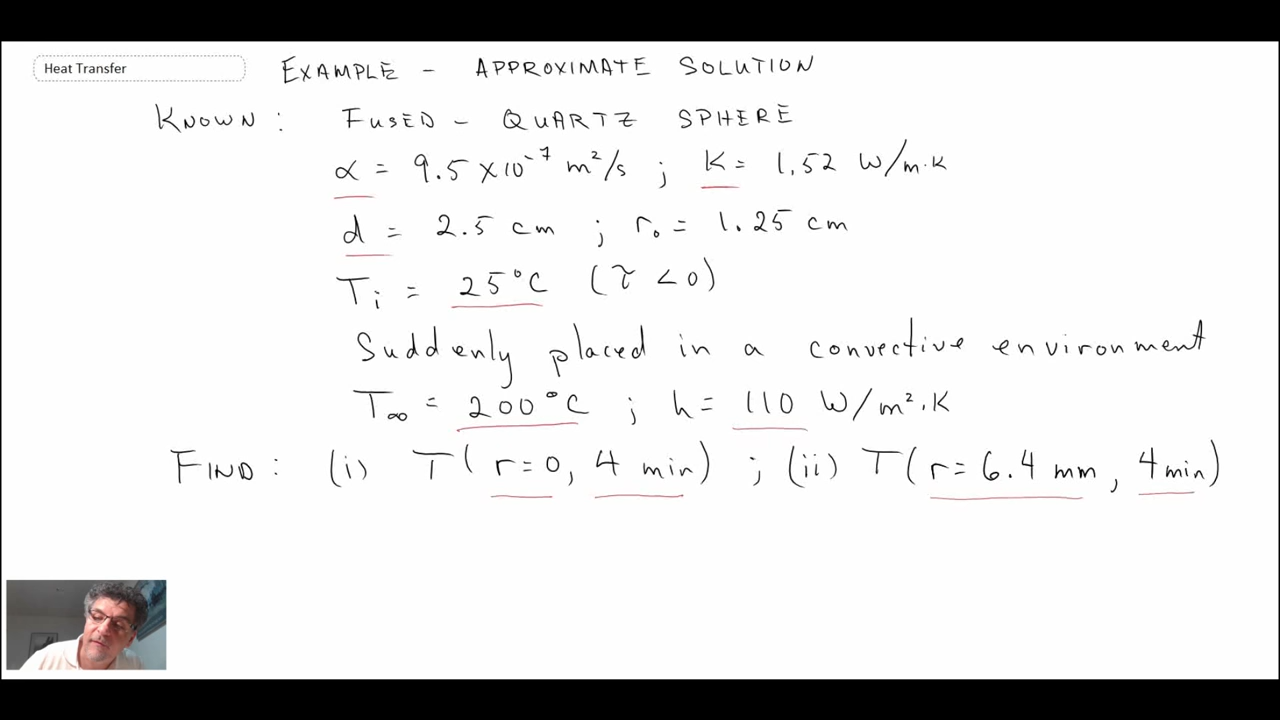 Heat Transfer
EXAMPLE - APPROXIMATE SOLUTION
KNOWN: FUSED - QUARTZ SPHERE
α = 9.5 x10⁻⁷ m²/s ; K = 1.52 W/m.K
d = 2.5 cm ; r₀ = 1.25 cm
Tᵢ = 25°C (τ < 0)
Suddenly placed in a convective environment
T∞ = 200°C ; h = 110 W/m².K
FIND: (i) T( r=0, 4 min) ; (ii) T( r= 6.4 mm, 4min)